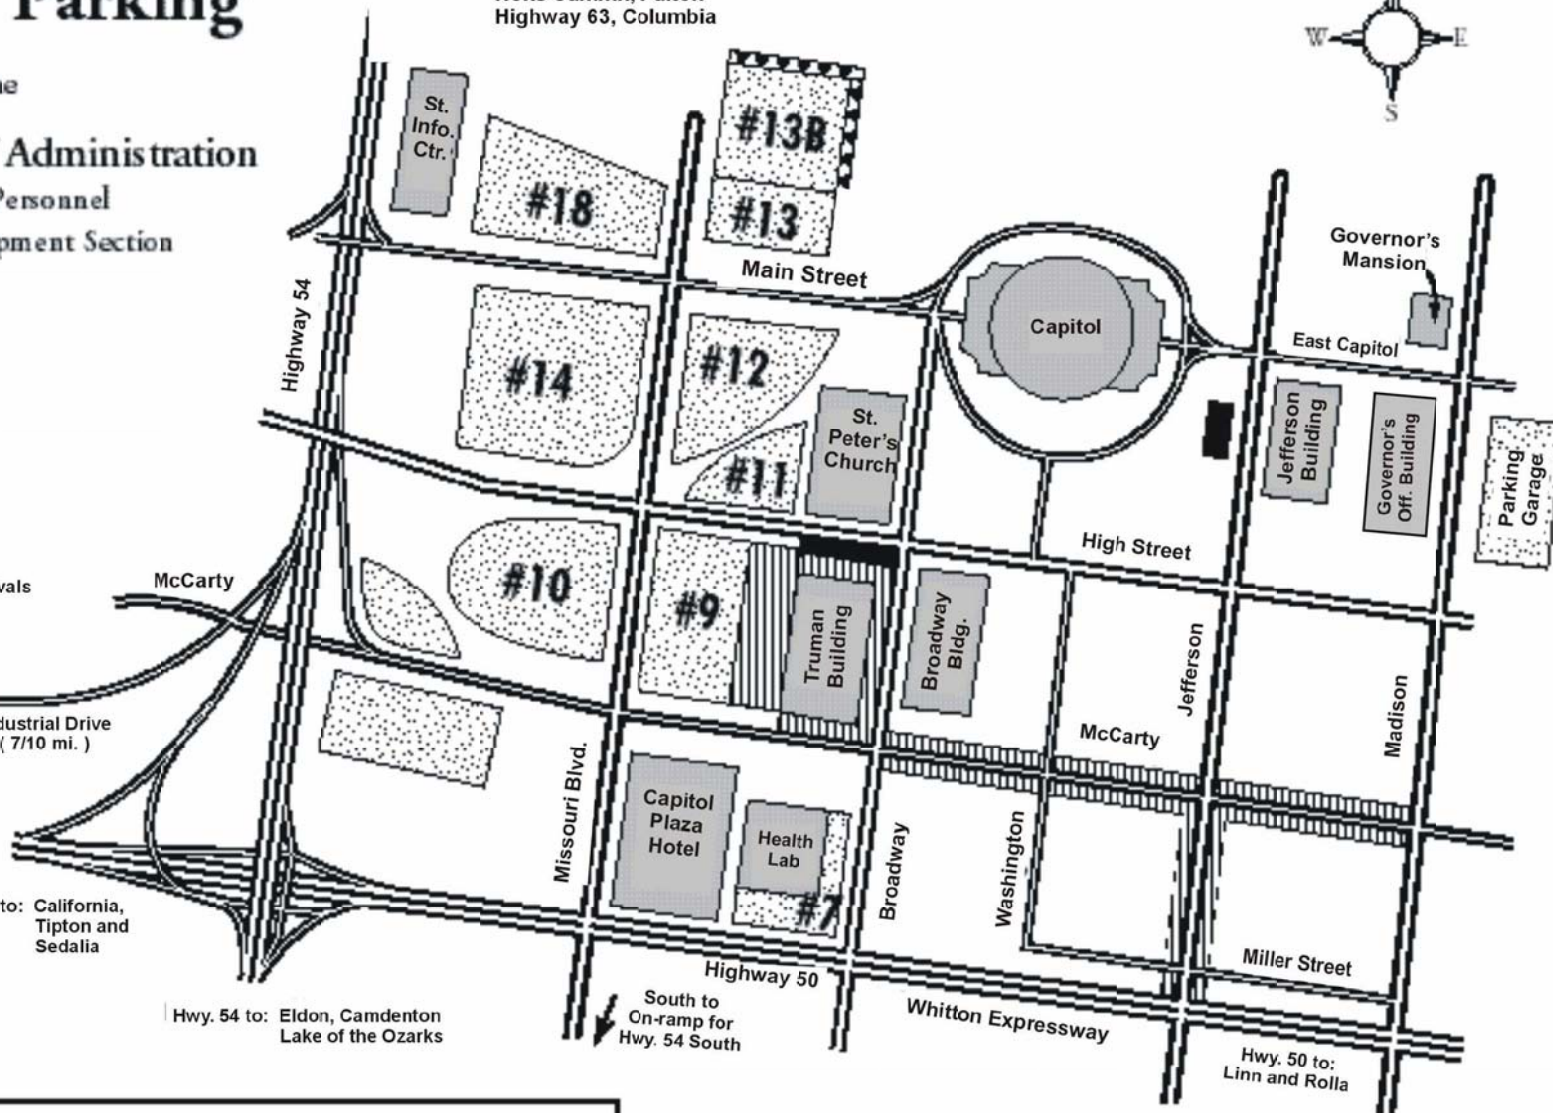 Parking
Highway 63, Columbia
W
E
S
Administration
Personnel
Section
St.
Info.
Ctr.
#18
#13B
#13
Main Street
Governor's
Mansion
Highway 54
#14
#12
#11
St.
Peter's
Church
Capitol
East Capitol
Jefferson
Building
Governor's
Off. Building
Parking
Garage
High Street
McCarty
#10
#9
Truman
Building
Broadway
Bldg.
Jefferson
Madison
McCarty
Drive
( 7/10 mi. )
Missouri Blvd.
Capitol
Plaza
Hotel
Health
Lab
#7
Broadway
Washington
to: California,
Tipton and
Sedalia
Miller Street
Highway 50
Whitton Expressway
South to
On-ramp for
Hwy. 54 South
Hwy. 54 to: Eldon, Camdenton
Lake of the Ozarks
Hwy. 50 to:
Linn and Rolla